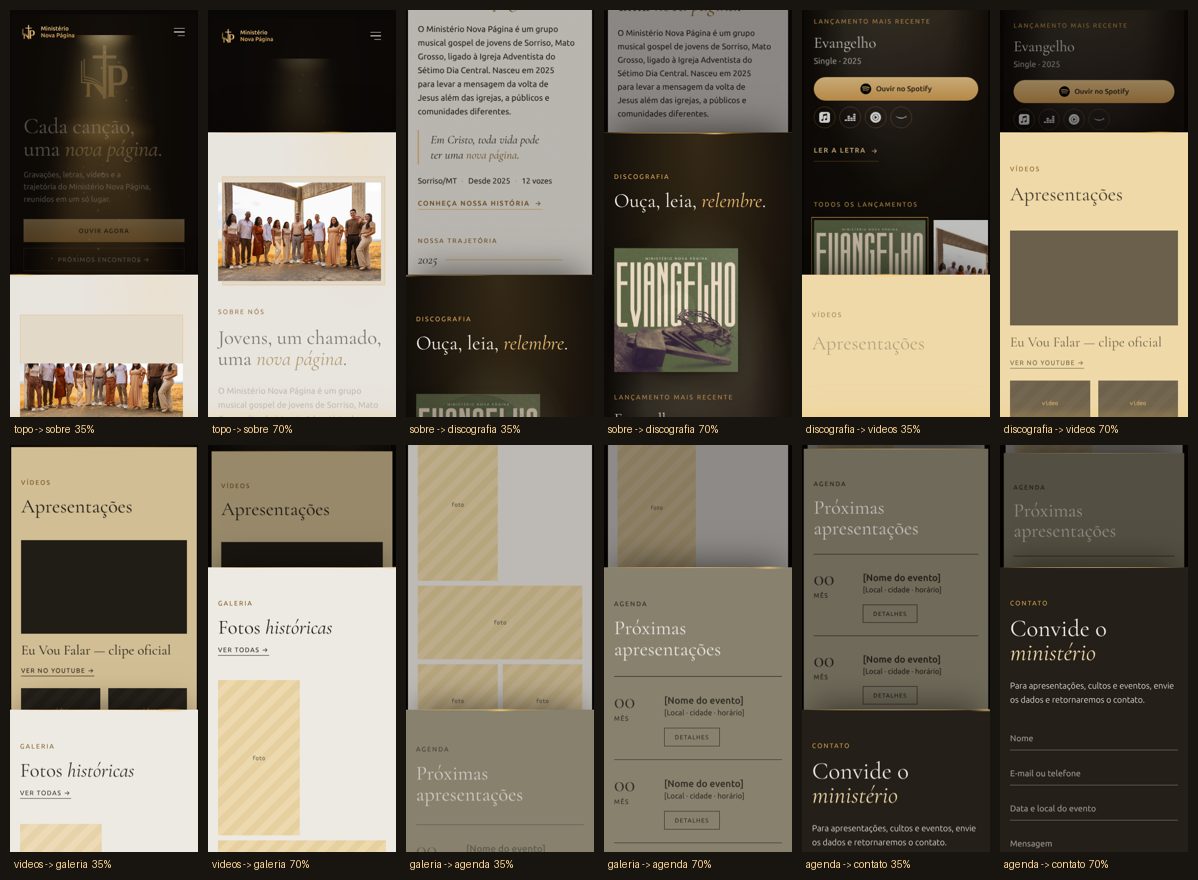 Ministério
Nova Página
NP
Cada canção,
uma nova página.
Gravações, letras, vídeos e a
trajetória do Ministério Nova Página,
reunidos em um só lugar.
OUVIR AGORA
PRÓXIMOS ENCONTROS →
topo -> sobre 35%
Ministério
Nova Página
SOBRE NÓS
Jovens, um chamado,
uma nova página.
O Ministério Nova Página é um grupo
musical gospel de jovens de Sorriso, Mato
topo -> sobre 70%
O Ministério Nova Página é um grupo
musical gospel de jovens de Sorriso, Mato
Grosso, ligado à Igreja Adventista do
Sétimo Dia Central. Nasceu em 2025
para levar a mensagem da volta de
Jesus além das igrejas, a públicos e
comunidades diferentes.
Em Cristo, toda vida pode
ter uma nova página.
Sorriso/MT · Desde 2025 · 12 vozes
CONHEÇA NOSSA HISTÓRIA →
NOSSA TRAJETÓRIA
2025
DISCOGRAFIA
Ouça, leia, relembre.
EVANGELHO
sobre -> discografia 35%
musical gospel de jovens de Sorriso, Mato
Grosso, ligado à Igreja Adventista do
Sétimo Dia Central. Nasceu em 2025
para levar a mensagem da volta de
Jesus além das igrejas, a públicos e
comunidades diferentes.
DISCOGRAFIA
Ouça, leia, relembre.
EVANGELHO
LANÇAMENTO MAIS RECENTE
Evangelho
sobre -> discografia 70%
LANÇAMENTO MAIS RECENTE
Evangelho
Single · 2025
Ouvir no Spotify
LER A LETRA →
TODOS OS LANÇAMENTOS
EVANGELHO
VÍDEOS
Apresentações
discografia -> videos 35%
LANÇAMENTO MAIS RECENTE
Evangelho
Single · 2025
Ouvir no Spotify
VÍDEOS
Apresentações
Eu Vou Falar — clipe oficial
VER NO YOUTUBE →
vídeo
vídeo
discografia -> videos 70%
VÍDEOS
Apresentações
Eu Vou Falar — clipe oficial
VER NO YOUTUBE →
GALERIA
Fotos históricas
VER TODAS →
videos -> galeria 35%
VÍDEOS
Apresentações
GALERIA
Fotos históricas
VER TODAS →
foto
videos -> galeria 70%
foto
foto
foto
foto
AGENDA
Próximas
apresentações
00
[Nome do evento]
galeria -> agenda 35%
foto
AGENDA
Próximas
apresentações
00
MÊS
[Nome do evento]
[Local · cidade · horário]
DETALHES
00
MÊS
[Nome do evento]
[Local · cidade · horário]
DETALHES
galeria -> agenda 70%
AGENDA
Próximas
apresentações
00
MÊS
[Nome do evento]
[Local · cidade · horário]
DETALHES
00
MÊS
[Nome do evento]
[Local · cidade · horário]
DETALHES
CONTATO
Convide o
ministério
Para apresentações, cultos e eventos, envie
os dados e retornaremos o contato.
agenda -> contato 35%
AGENDA
Próximas
apresentações
CONTATO
Convide o
ministério
Para apresentações, cultos e eventos, envie
os dados e retornaremos o contato.
Nome
E-mail ou telefone
Data e local do evento
Mensagem
agenda -> contato 70%